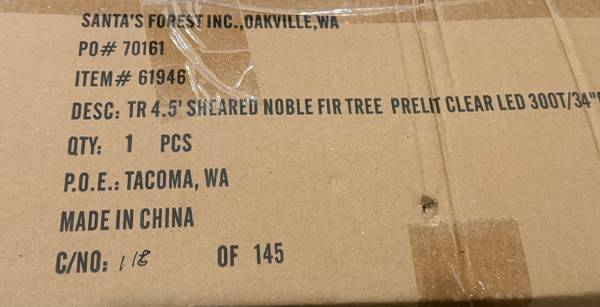 SANTA'S FOREST INC.,OAKVILLE,WA
PO# 70161
ITEM# 61946
DESC: TR 4.5' SHEARED NOBLE FIR TREE PRELIT CLEAR LED 300T/34"
QTY: 1 PCS
P.O.E.: TACOMA, WA
MADE IN CHINA
C/NO: 118 OF 145